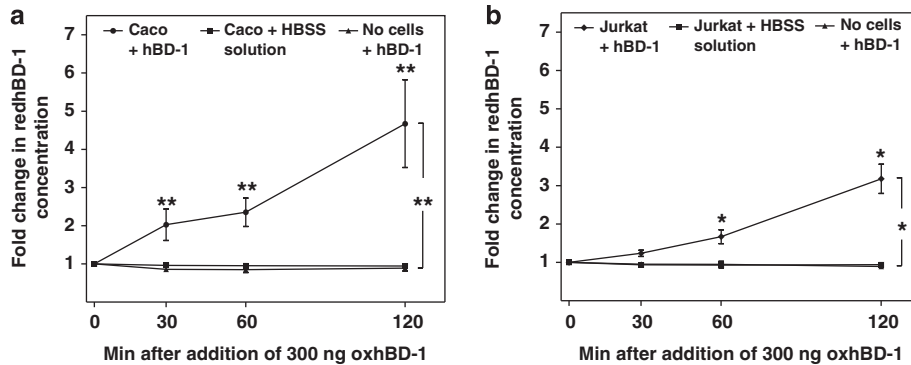 a
Fold change in redhBD-1
concentration
7
6
5
4
3
2
1
Caco
+ hBD-1
Caco + HBSS
solution
No cells
+ hBD-1
**
**
**
**
0
30
60
120
Min after addition of 300 ng oxhBD-1
b
Fold change in redhBD-1
concentration
7
6
5
4
3
2
1
Jurkat
+ hBD-1
Jurkat + HBSS
solution
No cells
+ hBD-1
*
*
*
0
30
60
120
Min after addition of 300 ng oxhBD-1